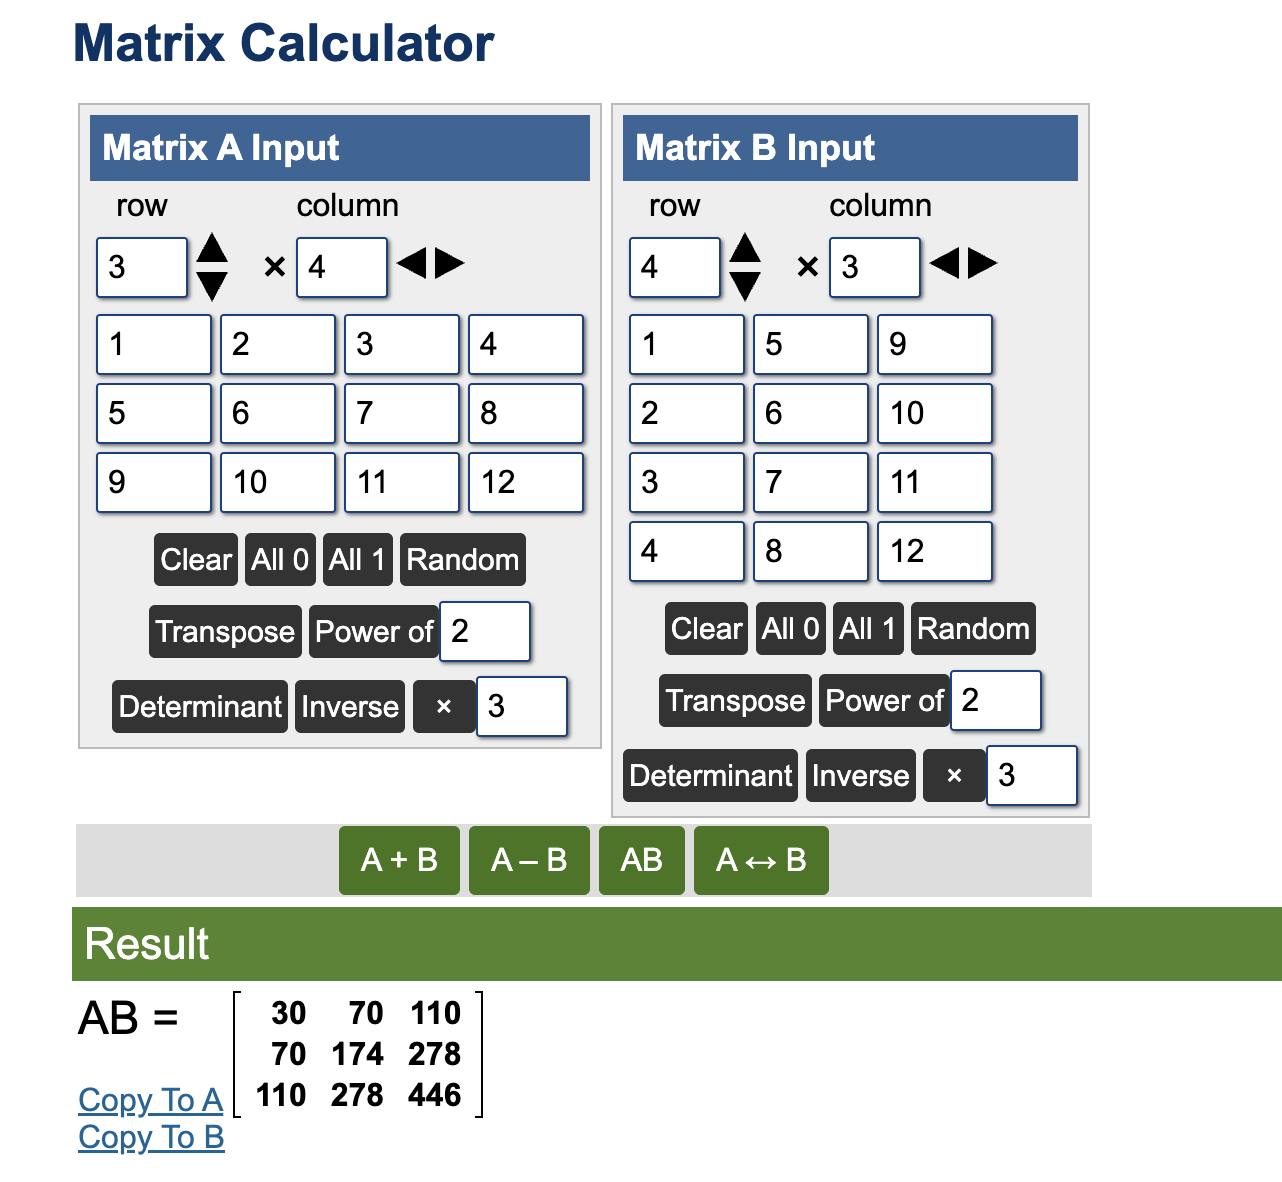 Matrix Calculator
Matrix A Input
row column
3 × 4
1 2 3 4
5 6 7 8
9 10 11 12
Clear All 0 All 1 Random
Transpose Power of 2
Determinant Inverse × 3
Matrix B Input
row column
4 × 3
1 5 9
2 6 10
3 7 11
4 8 12
Clear All 0 All 1 Random
Transpose Power of 2
Determinant Inverse × 3
A + B A – B AB A ↔ B
Result
AB =
30 70 110
70 174 278
110 278 446
Copy To A
Copy To B